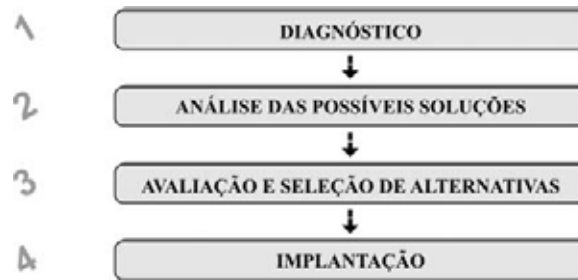 1 DIAGNÓSTICO
2 ANÁLISE DAS POSSÍVEIS SOLUÇÕES
3 AVALIAÇÃO E SELEÇÃO DE ALTERNATIVAS
4 IMPLANTAÇÃO